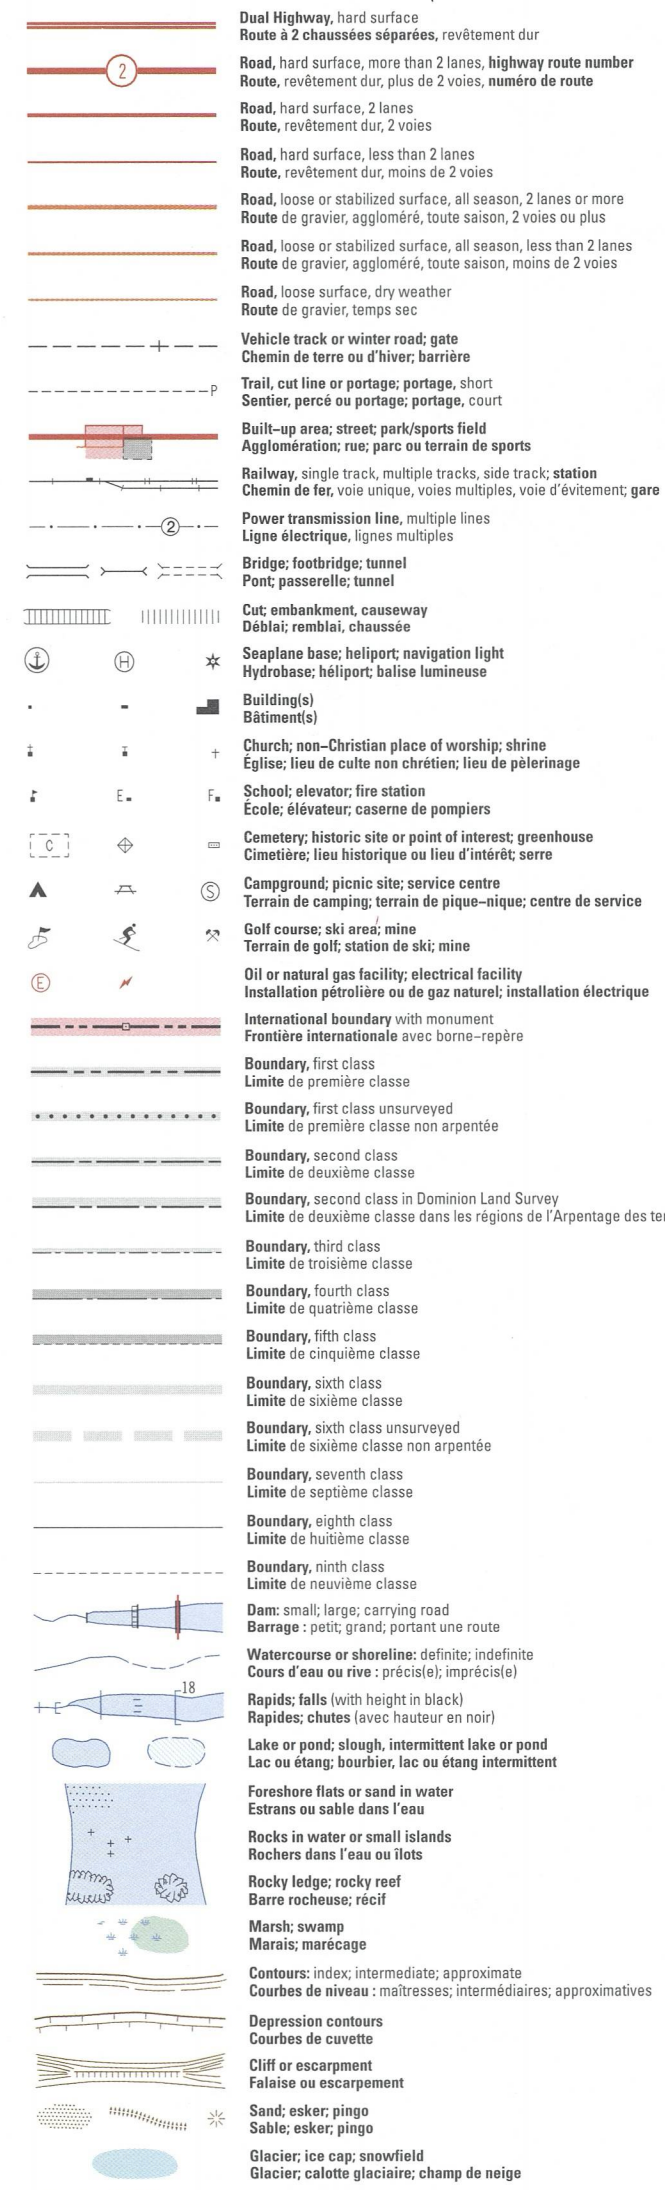 Dual Highway, hard surface
Route à 2 chaussées séparées, revêtement dur
2
Road, hard surface, more than 2 lanes, highway route number
Route, revêtement dur, plus de 2 voies, numéro de route
Road, hard surface, 2 lanes
Route, revêtement dur, 2 voies
Road, hard surface, less than 2 lanes
Route, revêtement dur, moins de 2 voies
Road, loose or stabilized surface, all season, 2 lanes or more
Route de gravier, aggloméré, toute saison, 2 voies ou plus
Road, loose or stabilized surface, all season, less than 2 lanes
Route de gravier, aggloméré, toute saison, moins de 2 voies
Road, loose surface, dry weather
Route de gravier, temps sec
Vehicle track or winter road; gate
Chemin de terre ou d'hiver; barrière
P
Trail, cut line or portage; portage, short
Sentier, percé ou portage; portage, court
Built-up area; street; park/sports field
Agglomération; rue; parc ou terrain de sports
Railway, single track, multiple tracks, side track; station
Chemin de fer, voie unique, voies multiples, voie d'évitement; gare
2
Power transmission line, multiple lines
Ligne électrique, lignes multiples
Bridge; footbridge; tunnel
Pont; passerelle; tunnel
Cut; embankment, causeway
Déblai; remblai, chaussée
H
Seaplane base; heliport; navigation light
Hydrobase; héliport; balise lumineuse
Building(s)
Bâtiment(s)
Church; non-Christian place of worship; shrine
Église; lieu de culte non chrétien; lieu de pèlerinage
E F
School; elevator; fire station
École; élévateur; caserne de pompiers
C
Cemetery; historic site or point of interest; greenhouse
Cimetière; lieu historique ou lieu d'intérêt; serre
S
Campground; picnic site; service centre
Terrain de camping; terrain de pique-nique; centre de service
Golf course; ski area; mine
Terrain de golf; station de ski; mine
E
Oil or natural gas facility; electrical facility
Installation pétrolière ou de gaz naturel; installation électrique
International boundary with monument
Frontière internationale avec borne-repère
Boundary, first class
Limite de première classe
Boundary, first class unsurveyed
Limite de première classe non arpentée
Boundary, second class
Limite de deuxième classe
Boundary, second class in Dominion Land Survey
Limite de deuxième classe dans les régions de l'Arpentage des
Boundary, third class
Limite de troisième classe
Boundary, fourth class
Limite de quatrième classe
Boundary, fifth class
Limite de cinquième classe
Boundary, sixth class
Limite de sixième classe
Boundary, sixth class unsurveyed
Limite de sixième classe non arpentée
Boundary, seventh class
Limite de septième classe
Boundary, eighth class
Limite de huitième classe
Boundary, ninth class
Limite de neuvième classe
Dam: small; large; carrying road
Barrage : petit; grand; portant une route
Watercourse or shoreline: definite; indefinite
Cours d'eau ou rive : précis(e); imprécis(e)
18
Rapids; falls (with height in black)
Rapides; chutes (avec hauteur en noir)
Lake or pond; slough, intermittent lake or pond
Lac ou étang; bourbier, lac ou étang intermittent
Foreshore flats or sand in water
Estrans ou sable dans l'eau
Rocks in water or small islands
Rochers dans l'eau ou îlots
Rocky ledge; rocky reef
Barre rocheuse; récif
Marsh; swamp
Marais; marécage
Contours: index; intermediate; approximate
Courbes de niveau : maîtresses; intermédiaires; approximatives
Depression contours
Courbes de cuvette
Cliff or escarpment
Falaise ou escarpement
Sand; esker; pingo
Sable; esker; pingo
Glacier; ice cap; snowfield
Glacier; calotte glaciaire; champ de neige